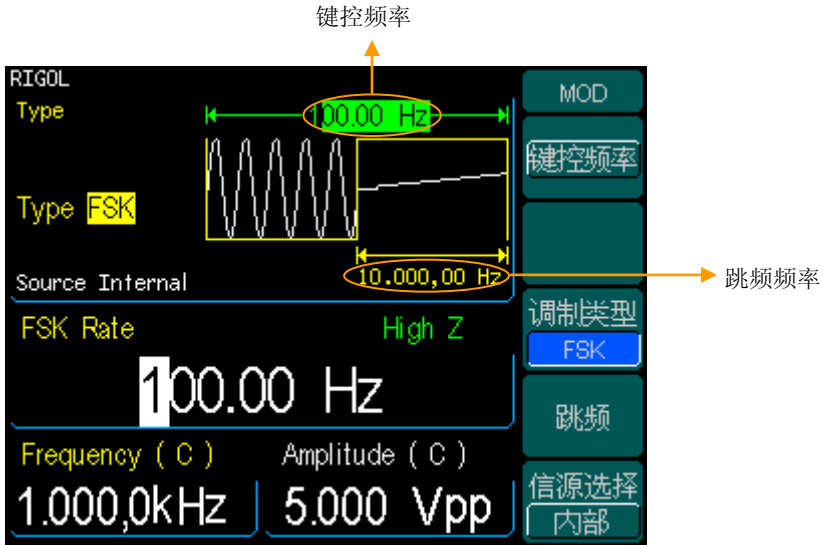 键控频率
RIGOL
MOD
Type
100.00 Hz
键控频率
Type FSK
10.000,00 Hz
跳频频率
Source Internal
调制类型
FSK
FSK Rate
High Z
100.00 Hz
跳频
Frequency ( C )
Amplitude ( C )
信源选择
内部
1.000,0kHz
5.000 Vpp